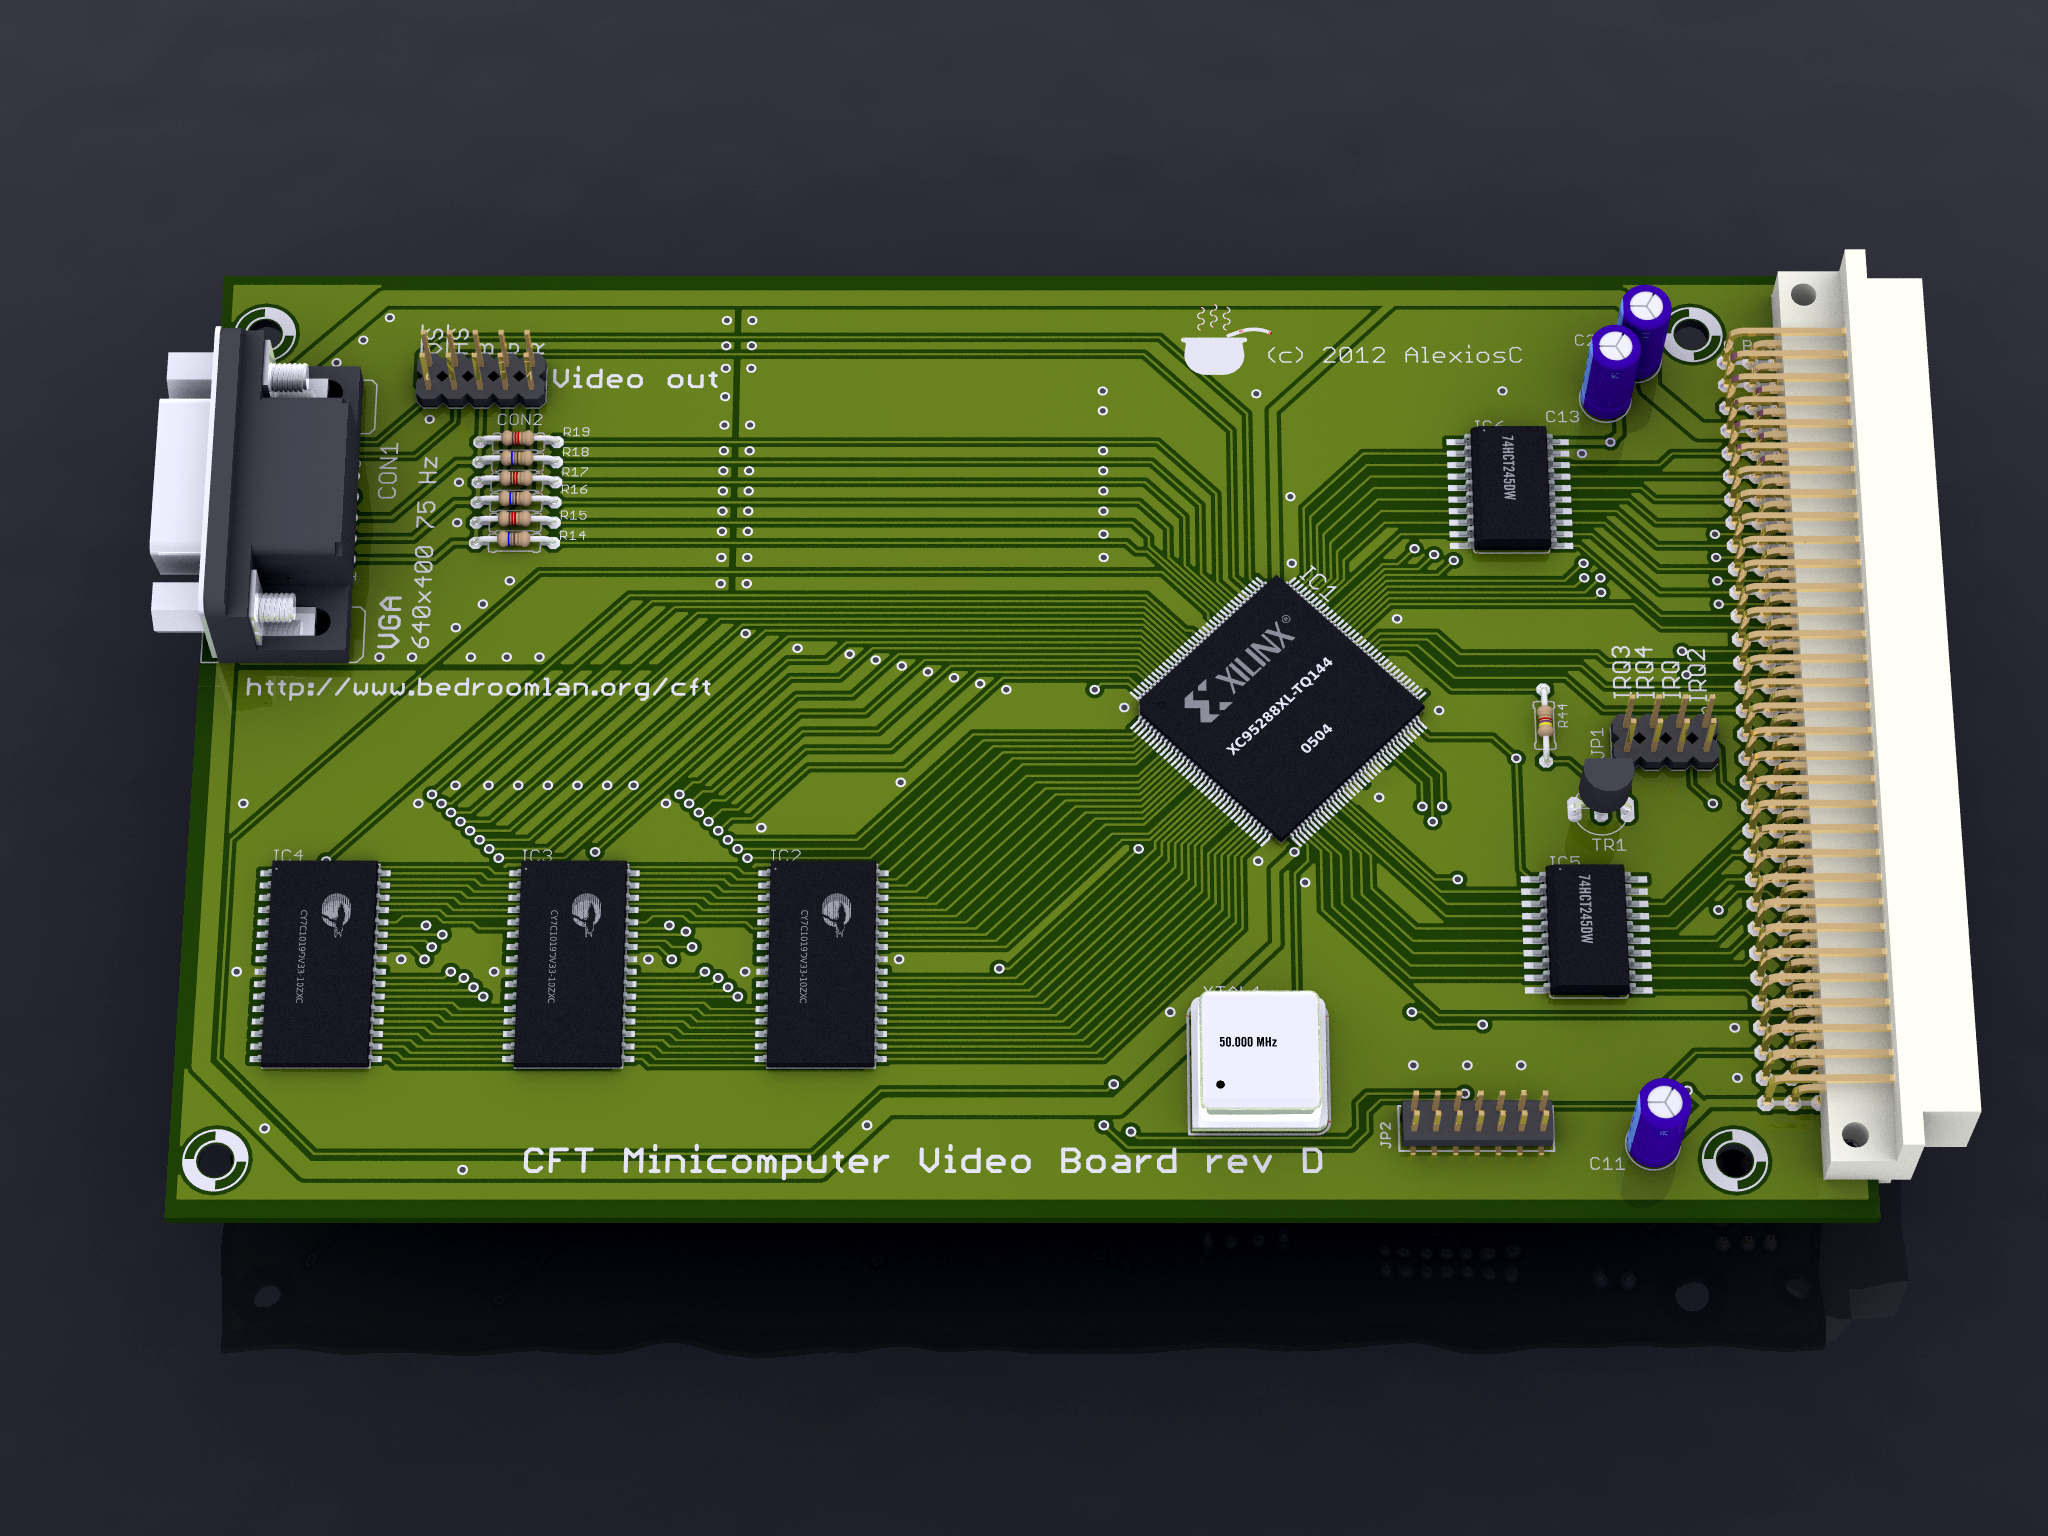 Video out
CON2
R19
R18
R17
R16
R15
R14
CON1
VGA
640x400 75 Hz
http://www.bedroomlan.org/cft
(c) 2012 AlexiosC
C13
74HCT245DW
IC1
XILINX®
XC95288XL-TQ144
0504
IRQ3
IRQ4
IRQ
IRQ2
R44
JP1
TR1
IC5
74HCT245DW
IC4
IC3
IC2
50.000 MHz
JP2
C11
CFT Minicomputer Video Board rev D